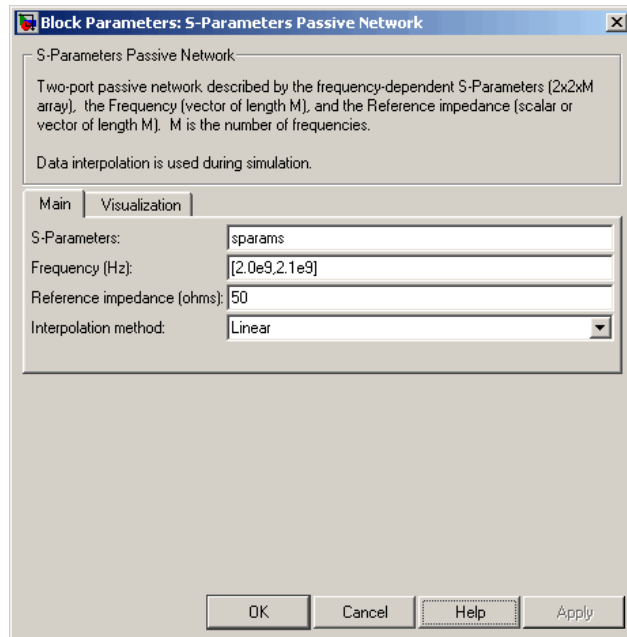 Block Parameters: S-Parameters Passive Network
S-Parameters Passive Network
Two-port passive network described by the frequency-dependent S-Parameters (2x2xM
array),  the Frequency (vector of length M), and the Reference impedance (scalar or
vector of length M).  M is the number of frequencies.
Data interpolation is used during simulation.
Main Visualization
S-Parameters: sparams
Frequency (Hz): [2.0e9,2.1e9]
Reference impedance (ohms): 50
Interpolation method: Linear
OK Cancel Help Apply